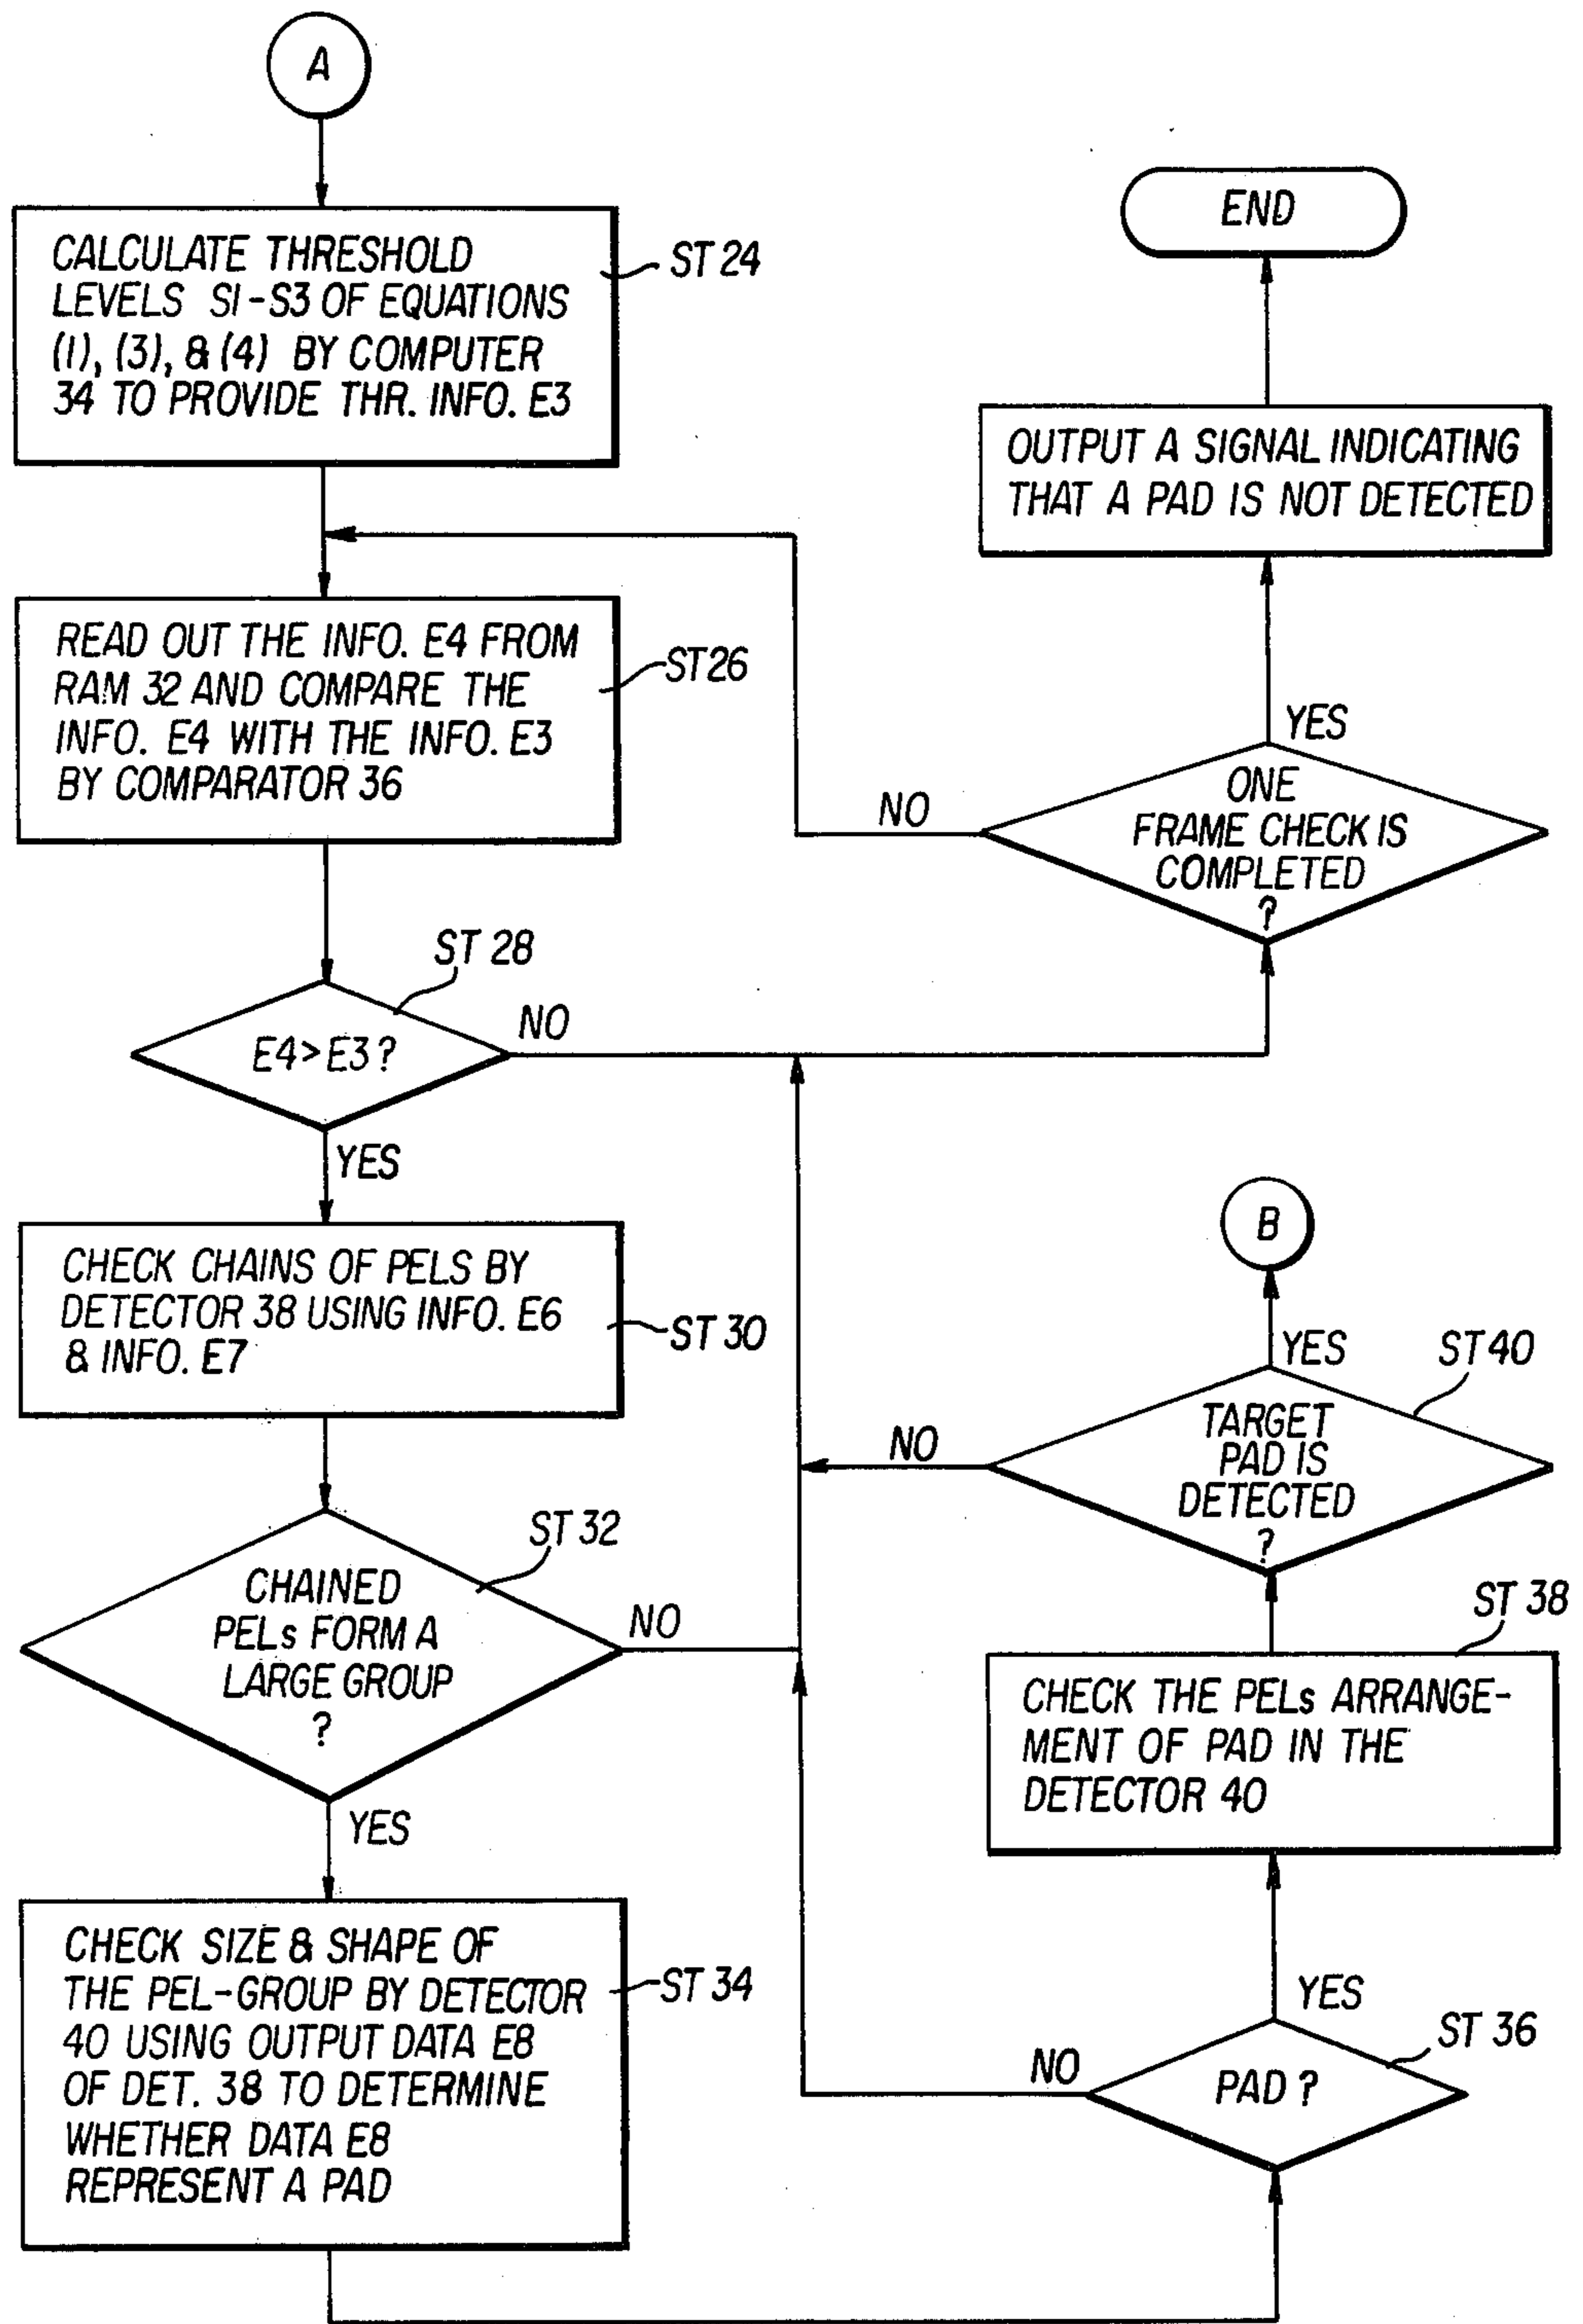 A
CALCULATE THRESHOLD
LEVELS S1-S3 OF EQUATIONS
(1), (3), & (4) BY COMPUTER
34 TO PROVIDE THR. INFO. E3
ST 24
READ OUT THE INFO. E4 FROM
RAM 32 AND COMPARE THE
INFO. E4 WITH THE INFO. E3
BY COMPARATOR 36
ST26
E4>E3?
ST 28
NO
YES
CHECK CHAINS OF PELS BY
DETECTOR 38 USING INFO. E6
& INFO. E7
ST 30
CHAINED
PELs FORM A
LARGE GROUP
?
ST 32
NO
YES
CHECK SIZE & SHAPE OF
THE PEL-GROUP BY DETECTOR
40 USING OUTPUT DATA E8
OF DET. 38 TO DETERMINE
WHETHER DATA E8
REPRESENT A PAD
ST 34
END
OUTPUT A SIGNAL INDICATING
THAT A PAD IS NOT DETECTED
YES
ONE
FRAME CHECK IS
COMPLETED
?
NO
B
YES
ST 40
TARGET
PAD IS
DETECTED
?
NO
ST 38
CHECK THE PELs ARRANGE-
MENT OF PAD IN THE
DETECTOR 40
YES
ST 36
PAD ?
NO